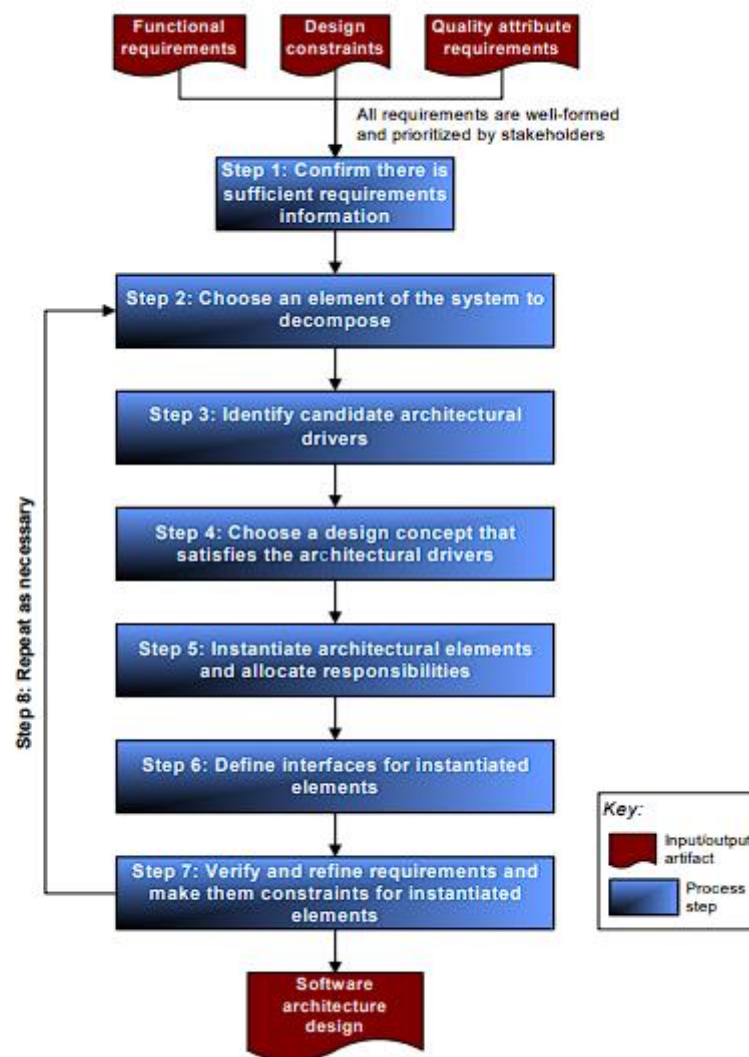 Functional
requirements
Design
constraints
Quality attribute
requirements
All requirements are well-formed
and prioritized by stakeholders
Step 1: Confirm there is
sufficient requirements
information
Step 2: Choose an element of the system to
decompose
Step 3: Identify candidate architectural
drivers
Step 4: Choose a design concept that
satisfies the architectural drivers
Step 5: Instantiate architectural elements
and allocate responsibilities
Step 6: Define interfaces for instantiated
elements
Step 7: Verify and refine requirements and
make them constraints for instantiated
elements
Step 8: Repeat as necessary
Software
architecture
design
Key:
Input/output
artifact
Process
step